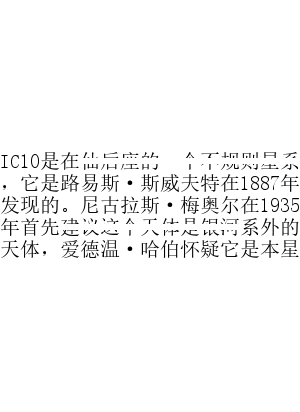 IC10是在仙后座的一个不规则星系
，它是路易斯·斯威夫特在1887年
发现的。尼古拉斯·梅奥尔在1935
年首先建议这个天体是银河系外的
天体，爱德温·哈伯怀疑它是本星